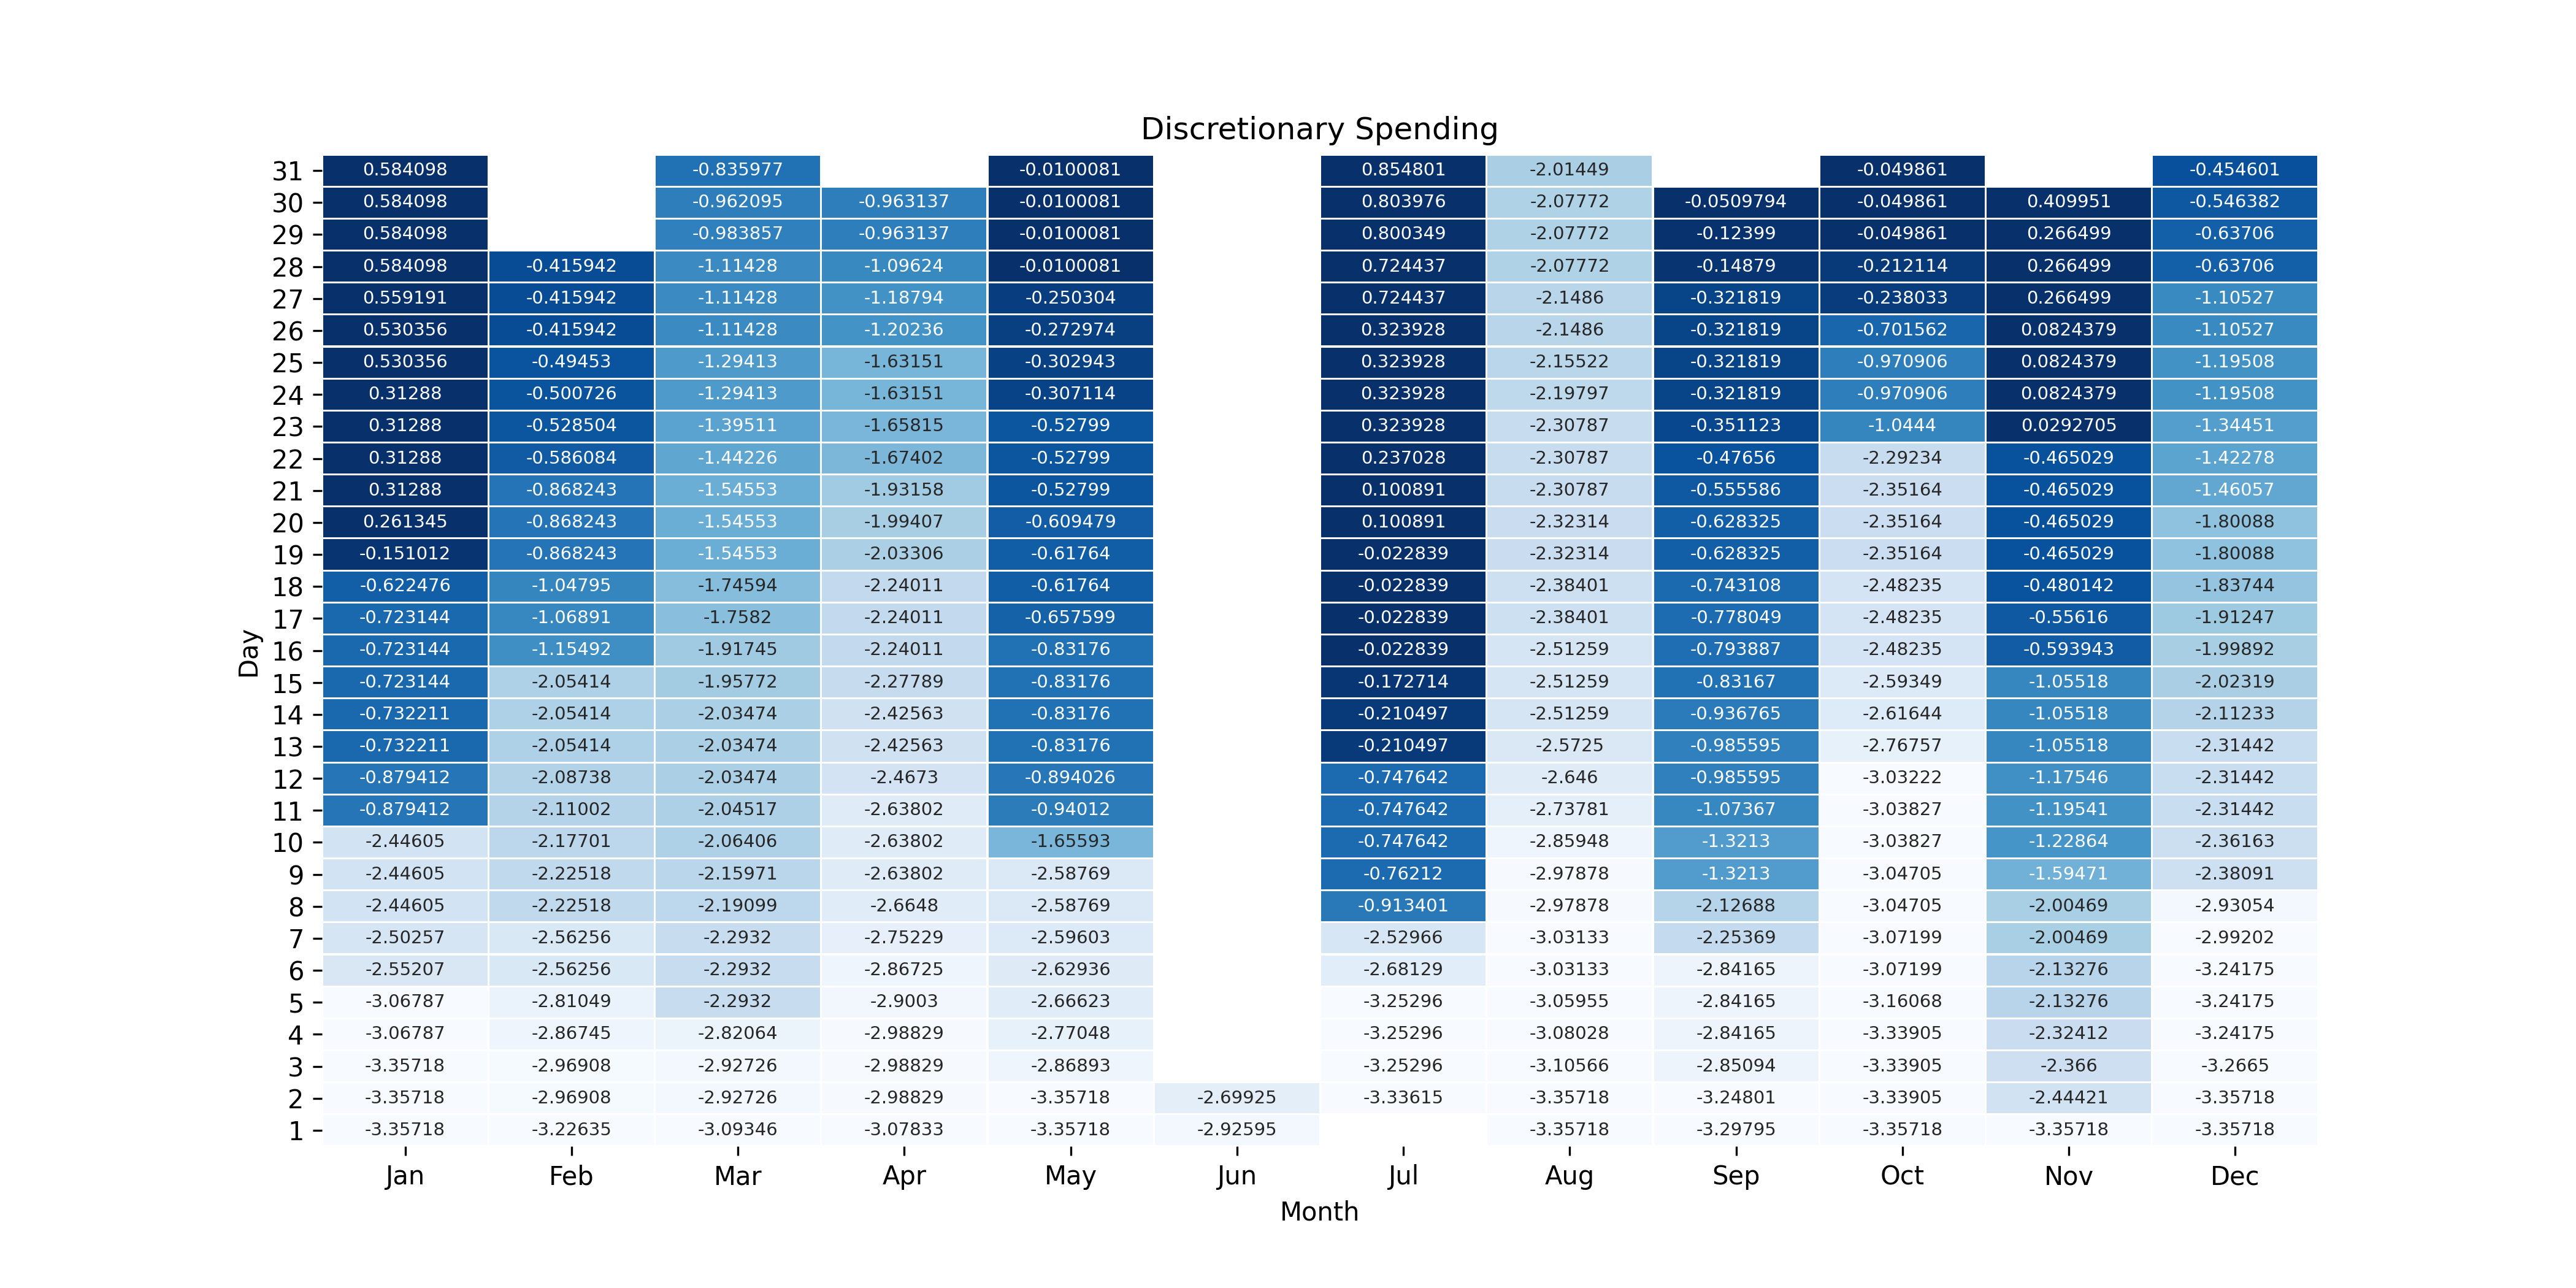 Discretionary Spending
31 0.584098 -0.835977 -0.0100081 0.854801 -2.01449 -0.049861 -0.454601
30 0.584098 -0.962095 -0.963137 -0.0100081 0.803976 -2.07772 -0.0509794 -0.049861 0.409951 -0.546382
29 0.584098 -0.983857 -0.963137 -0.0100081 0.800349 -2.07772 -0.12399 -0.049861 0.266499 -0.63706
28 0.584098 -0.415942 -1.11428 -1.09624 -0.0100081 0.724437 -2.07772 -0.14879 -0.212114 0.266499 -0.63706
27 0.559191 -0.415942 -1.11428 -1.18794 -0.250304 0.724437 -2.1486 -0.321819 -0.238033 0.266499 -1.10527
26 0.530356 -0.415942 -1.11428 -1.20236 -0.272974 0.323928 -2.1486 -0.321819 -0.701562 0.0824379 -1.10527
25 0.530356 -0.49453 -1.29413 -1.63151 -0.302943 0.323928 -2.15522 -0.321819 -0.970906 0.0824379 -1.19508
24 0.31288 -0.500726 -1.29413 -1.63151 -0.307114 0.323928 -2.19797 -0.321819 -0.970906 0.0824379 -1.19508
23 0.31288 -0.528504 -1.39511 -1.65815 -0.52799 0.323928 -2.30787 -0.351123 -1.0444 0.0292705 -1.34451
22 0.31288 -0.586084 -1.44226 -1.67402 -0.52799 0.237028 -2.30787 -0.47656 -2.29234 -0.465029 -1.42278
21 0.31288 -0.868243 -1.54553 -1.93158 -0.52799 0.100891 -2.30787 -0.555586 -2.35164 -0.465029 -1.46057
20 0.261345 -0.868243 -1.54553 -1.99407 -0.609479 0.100891 -2.32314 -0.628325 -2.35164 -0.465029 -1.80088
19 -0.151012 -0.868243 -1.54553 -2.03306 -0.61764 -0.022839 -2.32314 -0.628325 -2.35164 -0.465029 -1.80088
18 -0.622476 -1.04795 -1.74594 -2.24011 -0.61764 -0.022839 -2.38401 -0.743108 -2.48235 -0.480142 -1.83744
17 -0.723144 -1.06891 -1.7582 -2.24011 -0.657599 -0.022839 -2.38401 -0.778049 -2.48235 -0.55616 -1.91247
16 -0.723144 -1.15492 -1.91745 -2.24011 -0.83176 -0.022839 -2.51259 -0.793887 -2.48235 -0.593943 -1.99892
15 -0.723144 -2.05414 -1.95772 -2.27789 -0.83176 -0.172714 -2.51259 -0.83167 -2.59349 -1.05518 -2.02319
14 -0.732211 -2.05414 -2.03474 -2.42563 -0.83176 -0.210497 -2.51259 -0.936765 -2.61644 -1.05518 -2.11233
13 -0.732211 -2.05414 -2.03474 -2.42563 -0.83176 -0.210497 -2.5725 -0.985595 -2.76757 -1.05518 -2.31442
12 -0.879412 -2.08738 -2.03474 -2.4673 -0.894026 -0.747642 -2.646 -0.985595 -3.03222 -1.17546 -2.31442
11 -0.879412 -2.11002 -2.04517 -2.63802 -0.94012 -0.747642 -2.73781 -1.07367 -3.03827 -1.19541 -2.31442
10 -2.44605 -2.17701 -2.06406 -2.63802 -1.65593 -0.747642 -2.85948 -1.3213 -3.03827 -1.22864 -2.36163
9 -2.44605 -2.22518 -2.15971 -2.63802 -2.58769 -0.76212 -2.97878 -1.3213 -3.04705 -1.59471 -2.38091
8 -2.44605 -2.22518 -2.19099 -2.6648 -2.58769 -0.913401 -2.97878 -2.12688 -3.04705 -2.00469 -2.93054
7 -2.50257 -2.56256 -2.2932 -2.75229 -2.59603 -2.52966 -3.03133 -2.25369 -3.07199 -2.00469 -2.99202
6 -2.55207 -2.56256 -2.2932 -2.86725 -2.62936 -2.68129 -3.03133 -2.84165 -3.07199 -2.13276 -3.24175
5 -3.06787 -2.81049 -2.2932 -2.9003 -2.66623 -3.25296 -3.05955 -2.84165 -3.16068 -2.13276 -3.24175
4 -3.06787 -2.86745 -2.82064 -2.98829 -2.77048 -3.25296 -3.08028 -2.84165 -3.33905 -2.32412 -3.24175
3 -3.35718 -2.96908 -2.92726 -2.98829 -2.86893 -3.25296 -3.10566 -2.85094 -3.33905 -2.366 -3.2665
2 -3.35718 -2.96908 -2.92726 -2.98829 -3.35718 -2.69925 -3.33615 -3.35718 -3.24801 -3.33905 -2.44421 -3.35718
1 -3.35718 -3.22635 -3.09346 -3.07833 -3.35718 -2.92595 -3.35718 -3.29795 -3.35718 -3.35718 -3.35718
Day
Jan Feb Mar Apr May Jun Jul Aug Sep Oct Nov Dec
Month